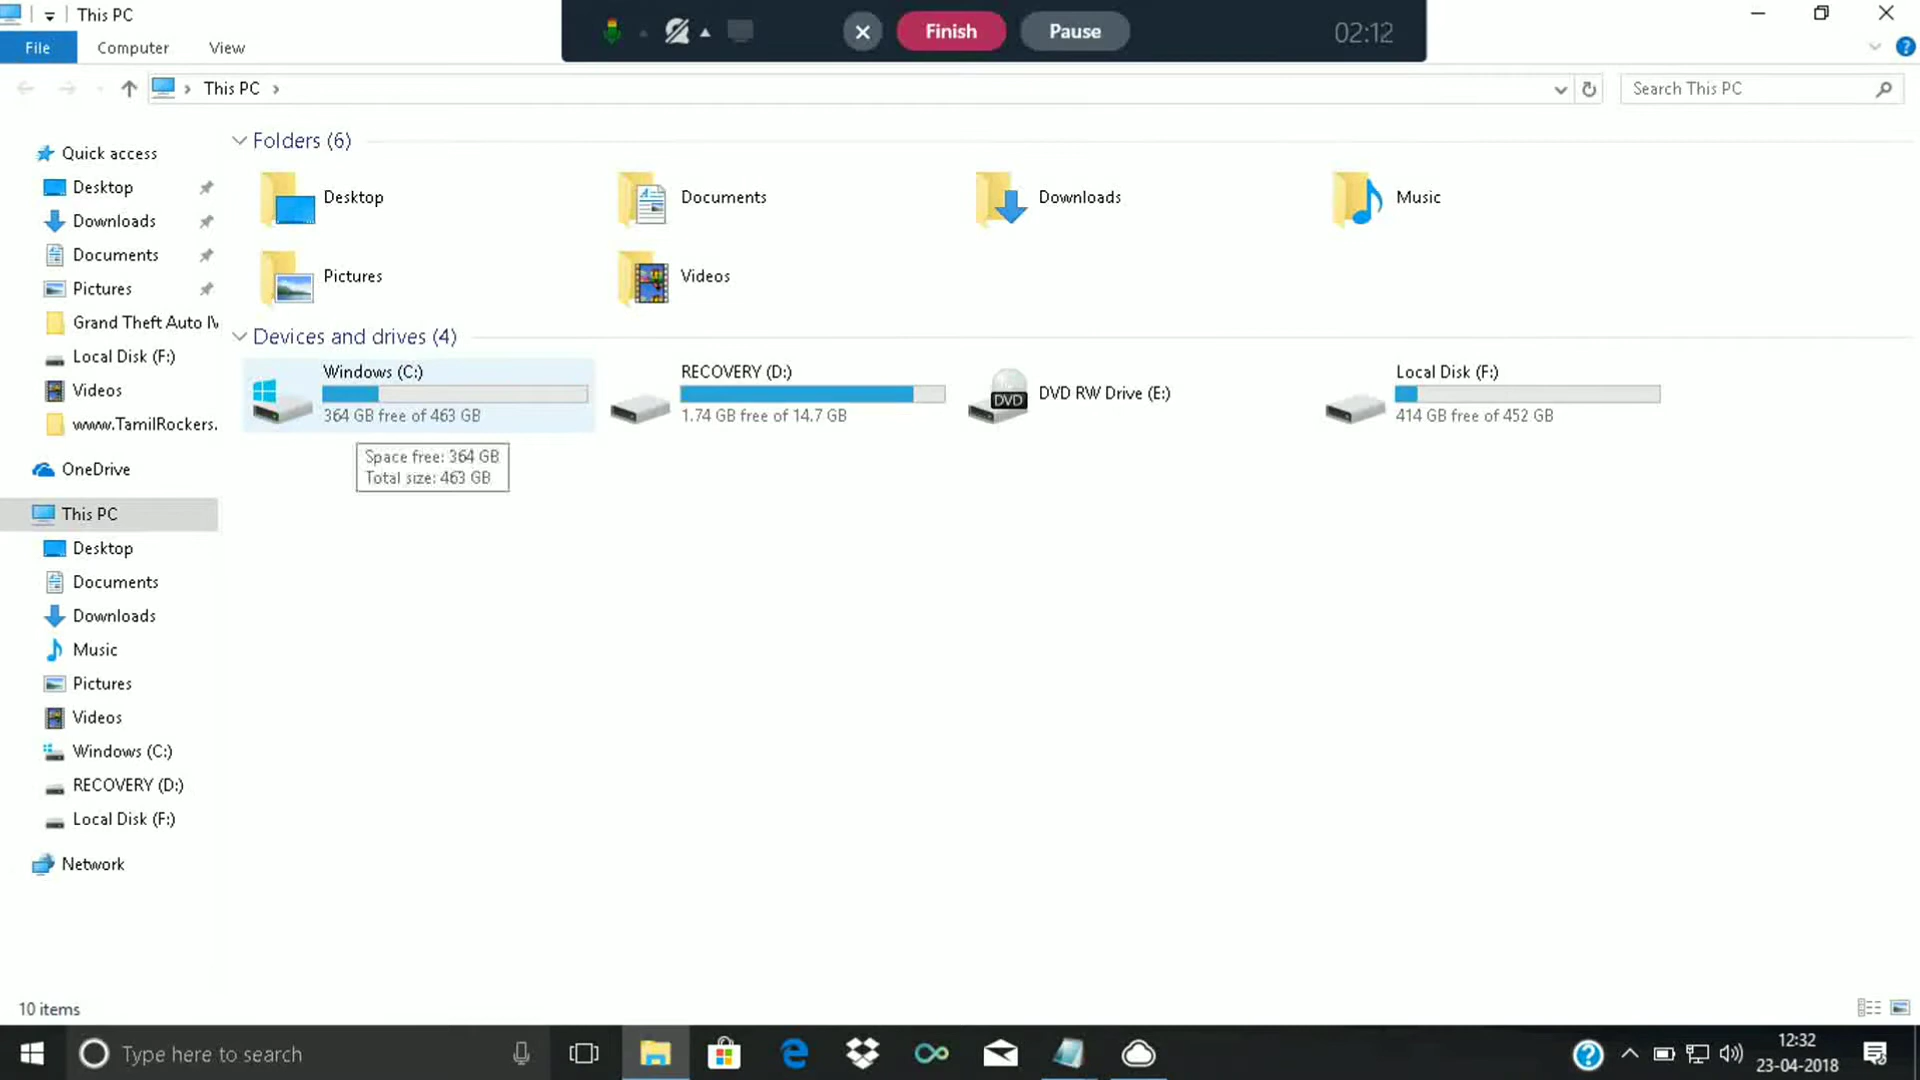 This PC
Finish
Pause
02:12
File
Computer
View
?
This PC
Search This PC
Quick access
Desktop
Downloads
Documents
Pictures
Grand Theft Auto IV
Local Disk (F:)
Videos
www.TamilRockers.
OneDrive
This PC
Desktop
Documents
Downloads
Music
Pictures
Videos
Windows (C:)
RECOVERY (D:)
Local Disk (F:)
Network
Folders (6)
Desktop
Documents
Downloads
Music
Pictures
Videos
Devices and drives (4)
Windows (C:)
364 GB free of 463 GB
Space free: 364 GB
Total size: 463 GB
RECOVERY (D:)
1.74 GB free of 14.7 GB
DVD
DVD RW Drive (E:)
Local Disk (F:)
414 GB free of 452 GB
10 items
Type here to search
?
12:32
23-04-2018